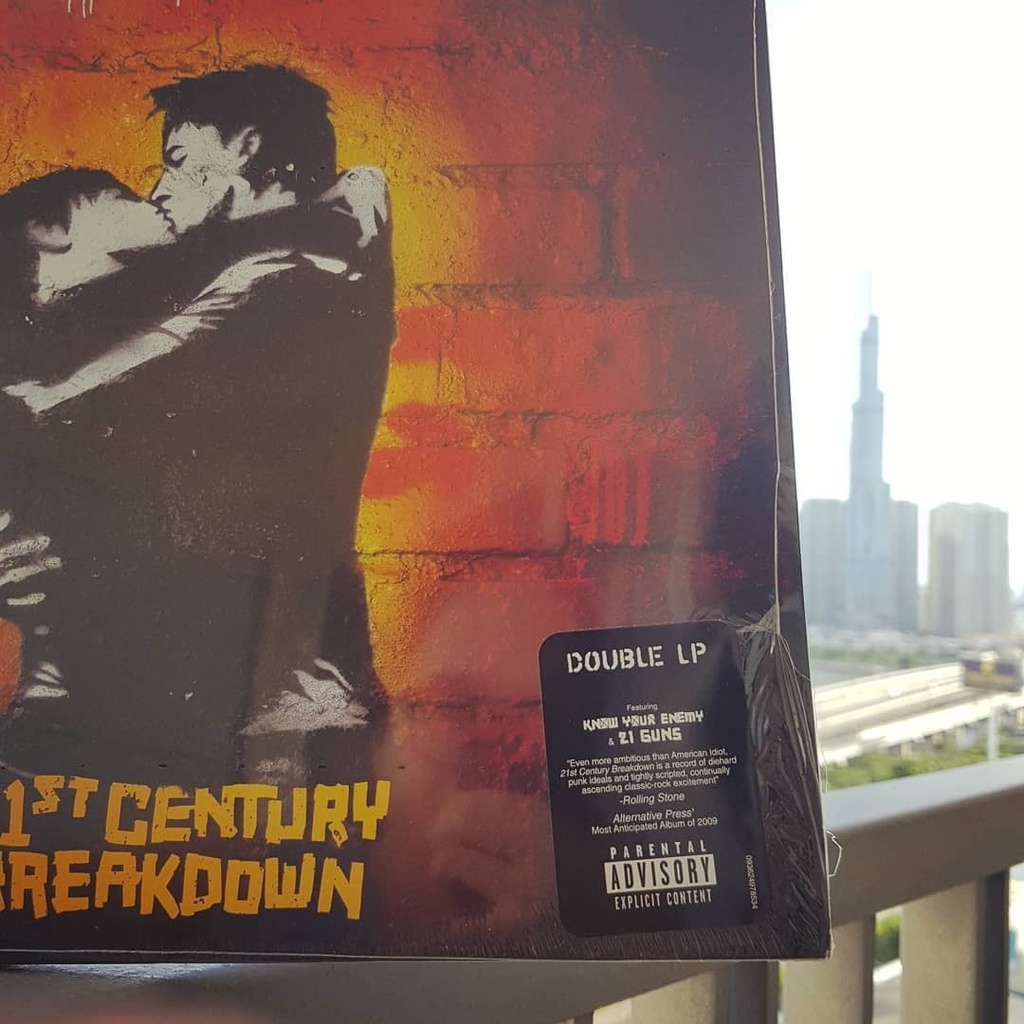 1ST CENTURY
BREAKDOWN
DOUBLE LP
Featuring
KNOW YOUR ENEMY
& 21 GUNS
"Even more ambitious than American Idiot,
21st Century Breakdown is a record of diehard
punk ideals and tightly scripted, continually
ascending classic-rock excitement"
-Rolling Stone
Alternative Press'
Most Anticipated Album of 2009
PARENTAL
ADVISORY
EXPLICIT CONTENT
093624978534